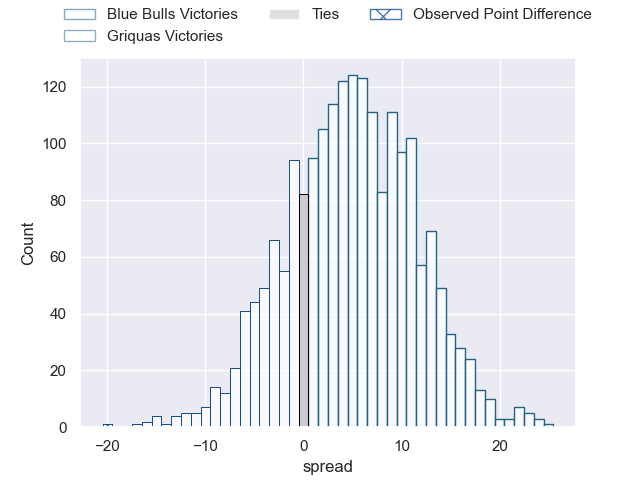 Blue Bulls Victories
Ties
Observed Point Difference
Griquas Victories
120
100
80
60
40
20
0
Count
−20
−10
0
10
20
spread